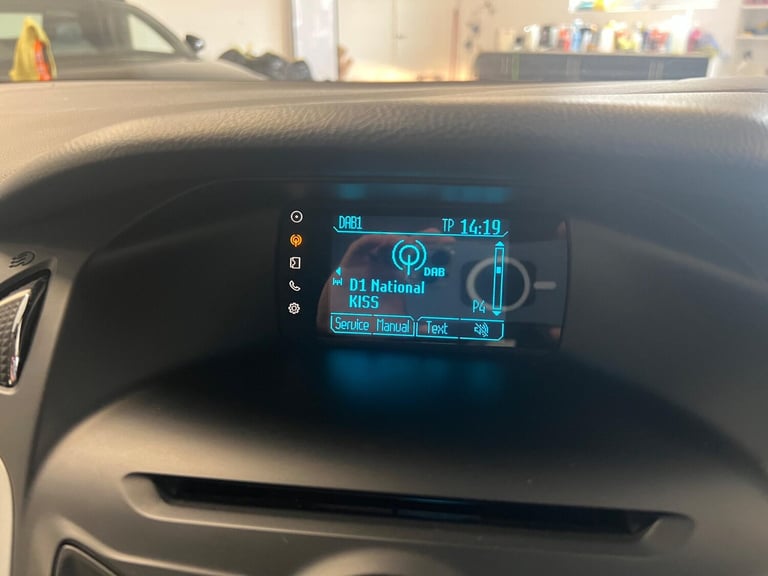 DAB1 TP 14:19
DAB
D1 National
KISS P4
Service Manual Text